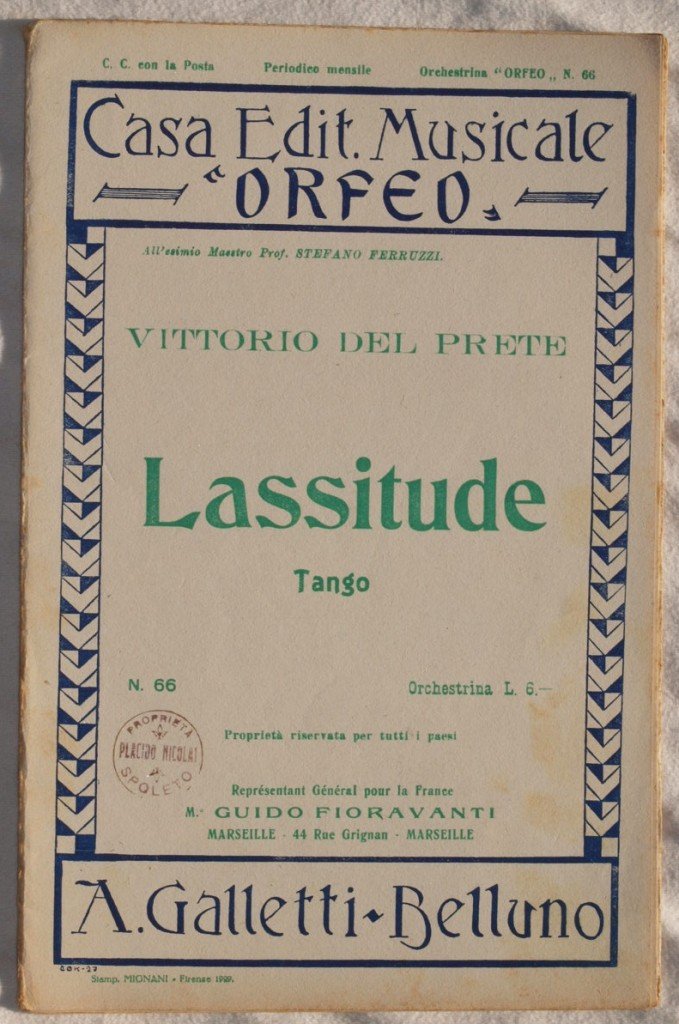 C. C. con la Posta Periodico mensile Orchestrina "ORFEO„ N. 66
Casa Edit. Musicale
"ORFEO„
All'esimio Maestro Prof. STEFANO FERRUZZI.
VITTORIO DEL PRETE
Lassitude
Tango
N. 66 Orchestrina L. 6.—
Proprietà riservata per tutti i paesi
PROPRIETÀ
PLACIDO NICOLAI
SPOLETO
Représentant Général pour la France
M.r GUIDO FIORAVANTI
MARSEILLE - 44 Rue Grignan - MARSEILLE
A. Galletti - Belluno
Stamp. MIGNANI - Firenze 1929.